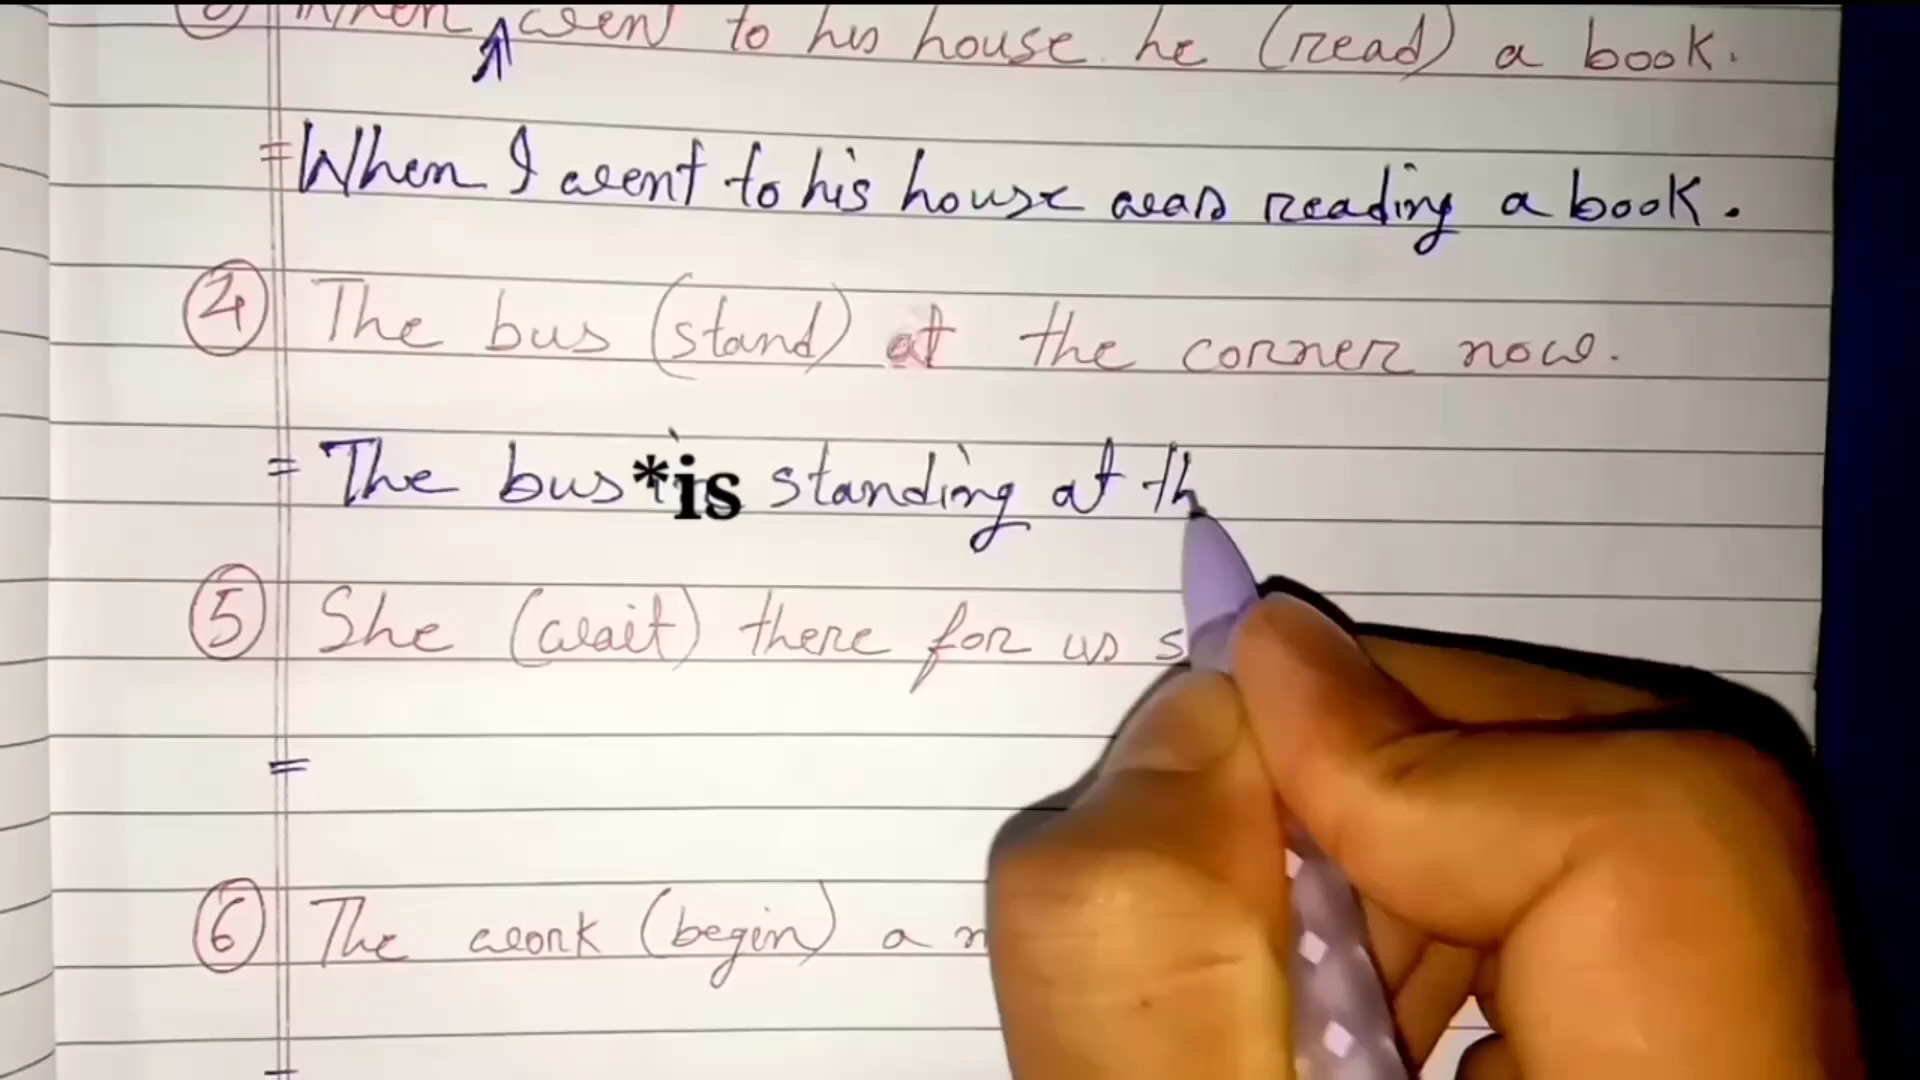 ③ When went to his house he (read) a book.
= When I went to his house was reading a book.
④ The bus (stand) at the corner now.
= The bus *is standing at th
⑤ She (wait) there for us s
=
⑥ The work (begin) a
=